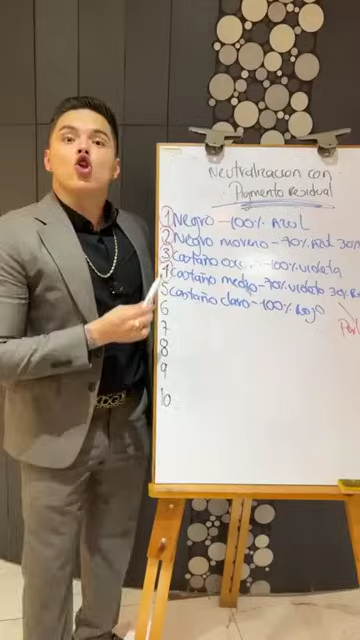 Neutralización con
Pigmento Residual
1 Negro - 100% Azul
2 Negro moreno - 70% Azul 30%
3 Castaño osc - 100% violeta
4 Castaño medio - 70% violeta 30%
5 Castaño claro - 100% Rojo
6
7
8
9
10